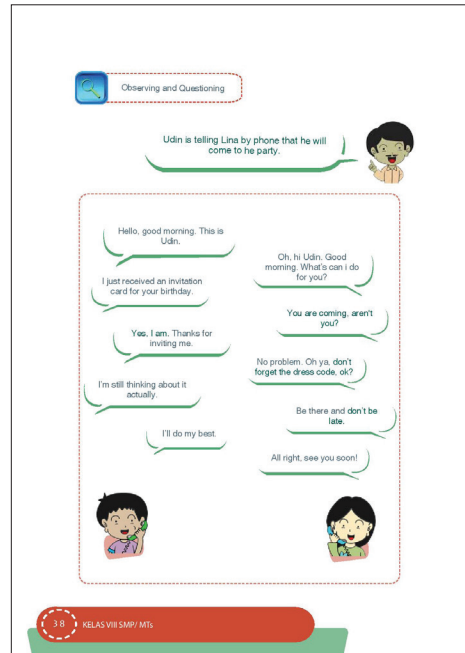 Observing and Questioning
Udin is telling Lina by phone that he will
come to he party.
Hello, good morning. This is
Udin.
Oh, hi Udin. Good
morning. What's can i do
for you?
I just received an invitation
card for your birthday.
You are coming, aren't
you?
Yes, I am. Thanks for
inviting me.
No problem. Oh ya, don't
forget the dress code, ok?
I'm still thinking about it
actually.
Be there and don't be
late.
I'll do my best.
All right, see you soon!
38
KELAS VIII SMP/ MTs